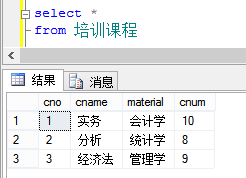 select *
from 培训课程
结果 消息
cno cname material cnum
1 1 实务 会计学 10
2 2 分析 统计学 8
3 3 经济法 管理学 9